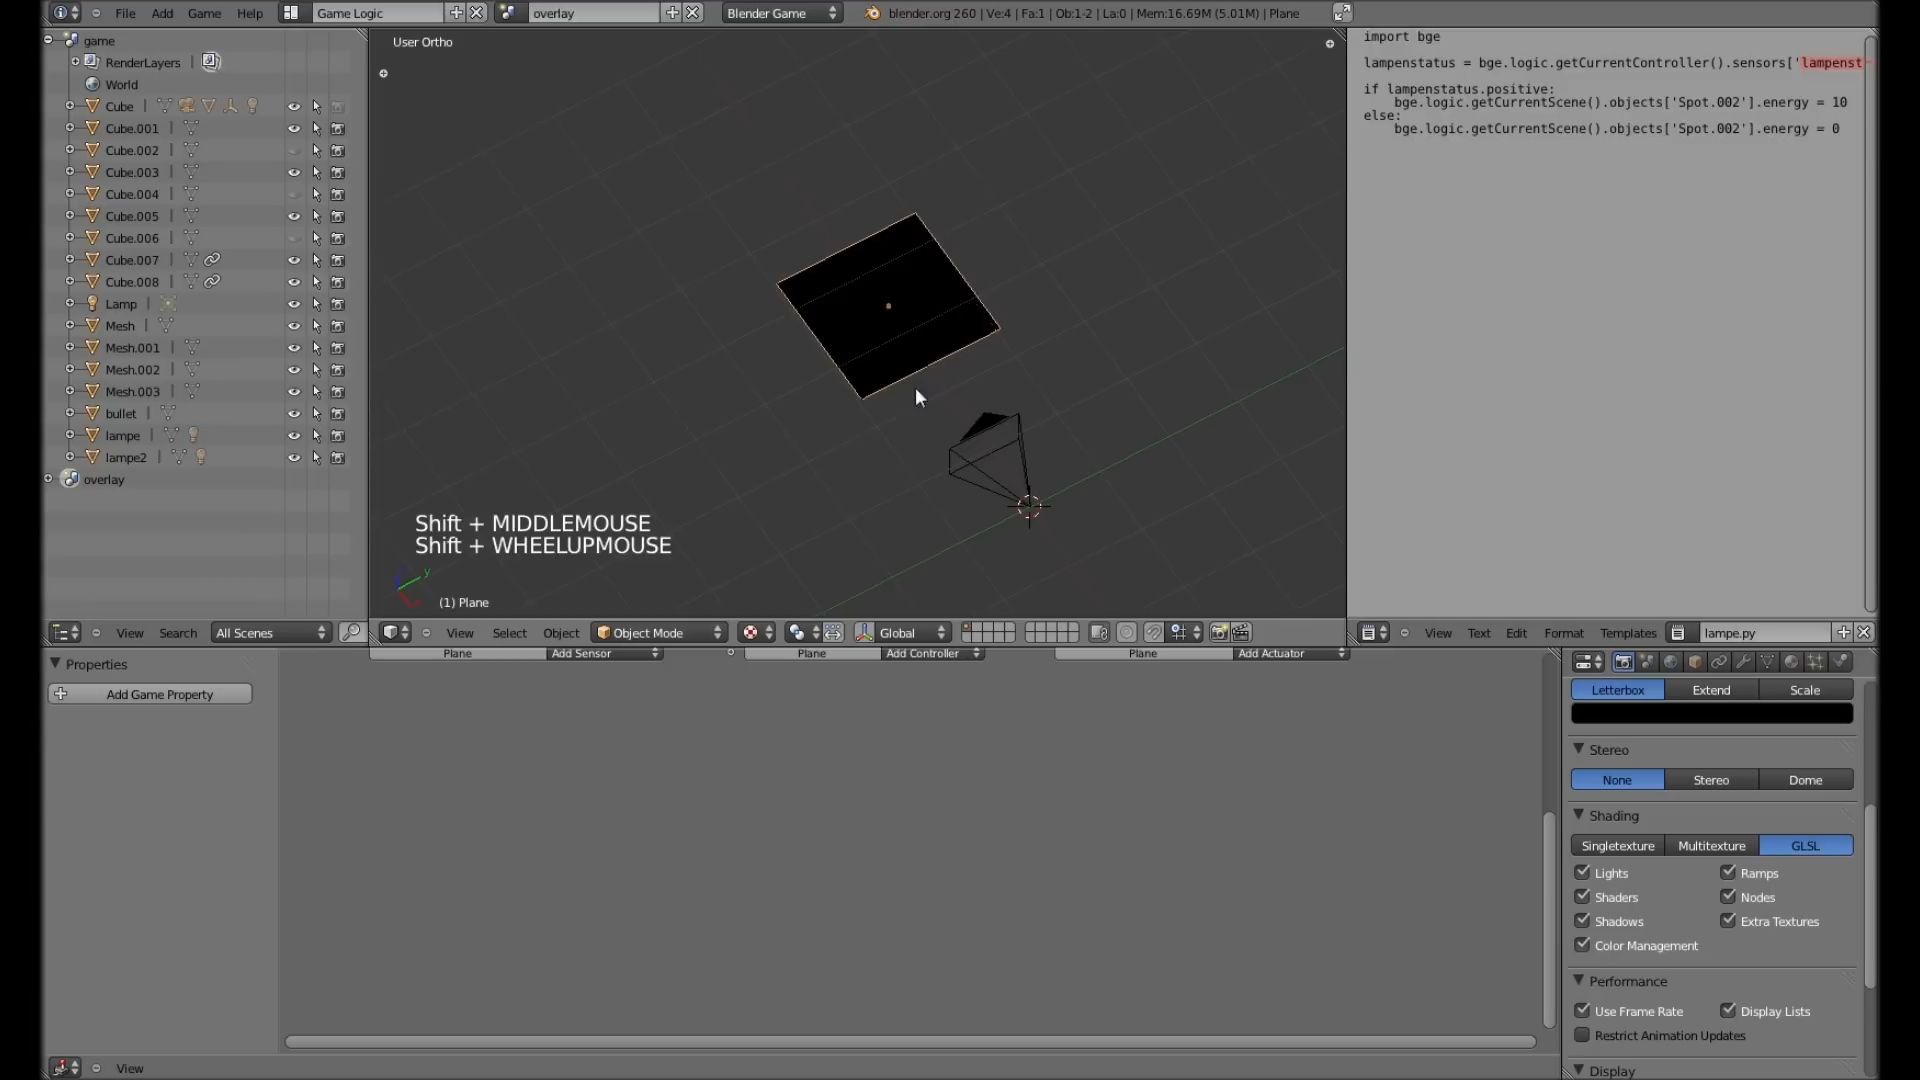 File Add Game Help Game Logic overlay Blender Game blender.org 260 | Ve:4 | Fa:1 | Ob:1-2 | La:0 | Mem:16.69M (5.01M) | Plane
game
RenderLayers |
World
Cube |
Cube.001 |
Cube.002 |
Cube.003 |
Cube.004 |
Cube.005 |
Cube.006 |
Cube.007 |
Cube.008 |
Lamp |
Mesh |
Mesh.001 |
Mesh.002 |
Mesh.003 |
bullet |
lampe |
lampe2 |
overlay
View Search All Scenes
User Ortho
Shift + MIDDLEMOUSE
Shift + WHEELUPMOUSE
y
(1) Plane
View Select Object Object Mode Global
import bge
lampenstatus = bge.logic.getCurrentController().sensors['lampenst
if lampenstatus.positive:
bge.logic.getCurrentScene().objects['Spot.002'].energy = 10
else:
bge.logic.getCurrentScene().objects['Spot.002'].energy = 0
View Text Edit Format Templates lampe.py
Properties
Add Game Property
Plane Add Sensor Plane Add Controller Plane Add Actuator
View
Letterbox Extend Scale
Stereo
None Stereo Dome
Shading
Singletexture Multitexture GLSL
Lights Ramps
Shaders Nodes
Shadows Extra Textures
Color Management
Performance
Use Frame Rate Display Lists
Restrict Animation Updates
Display